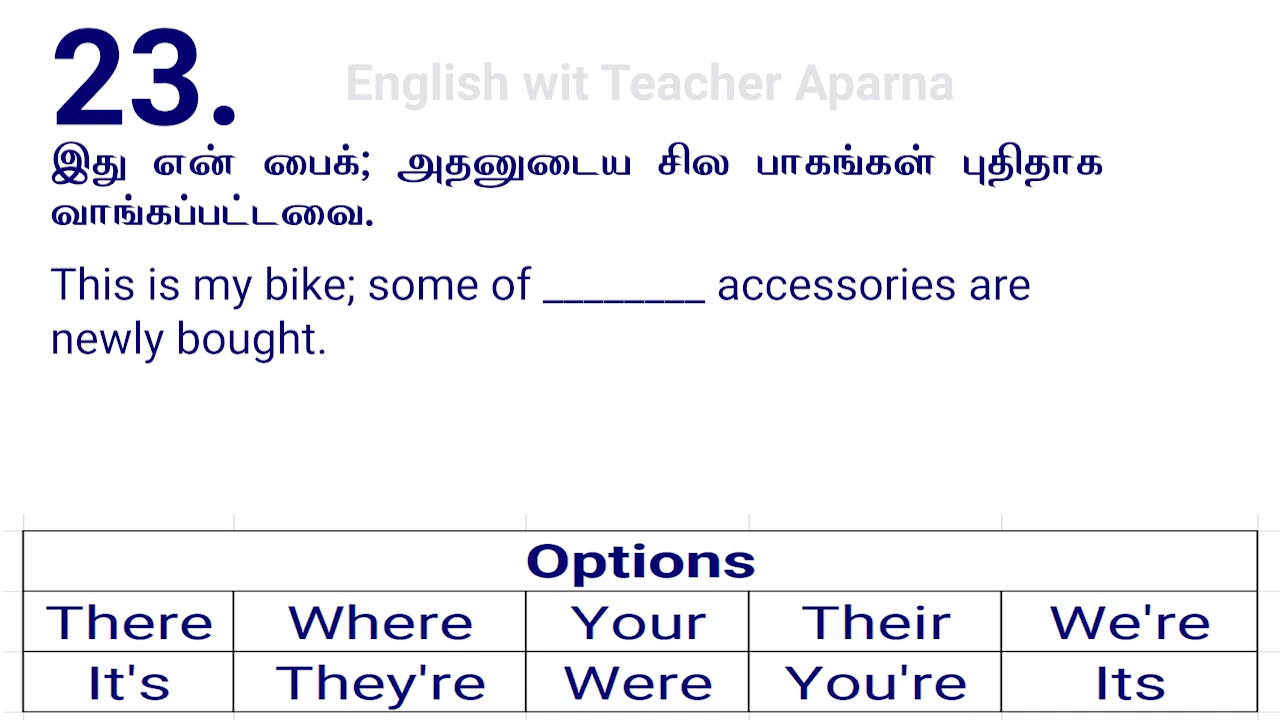 23.
English wit Teacher Aparna
இது என் பைக்; அதனுடைய சில பாகங்கள் புதிதாக
வாங்கப்பட்டவை.
This is my bike; some of ________ accessories are
newly bought.
Options
There Where Your Their We're
It's They're Were You're Its